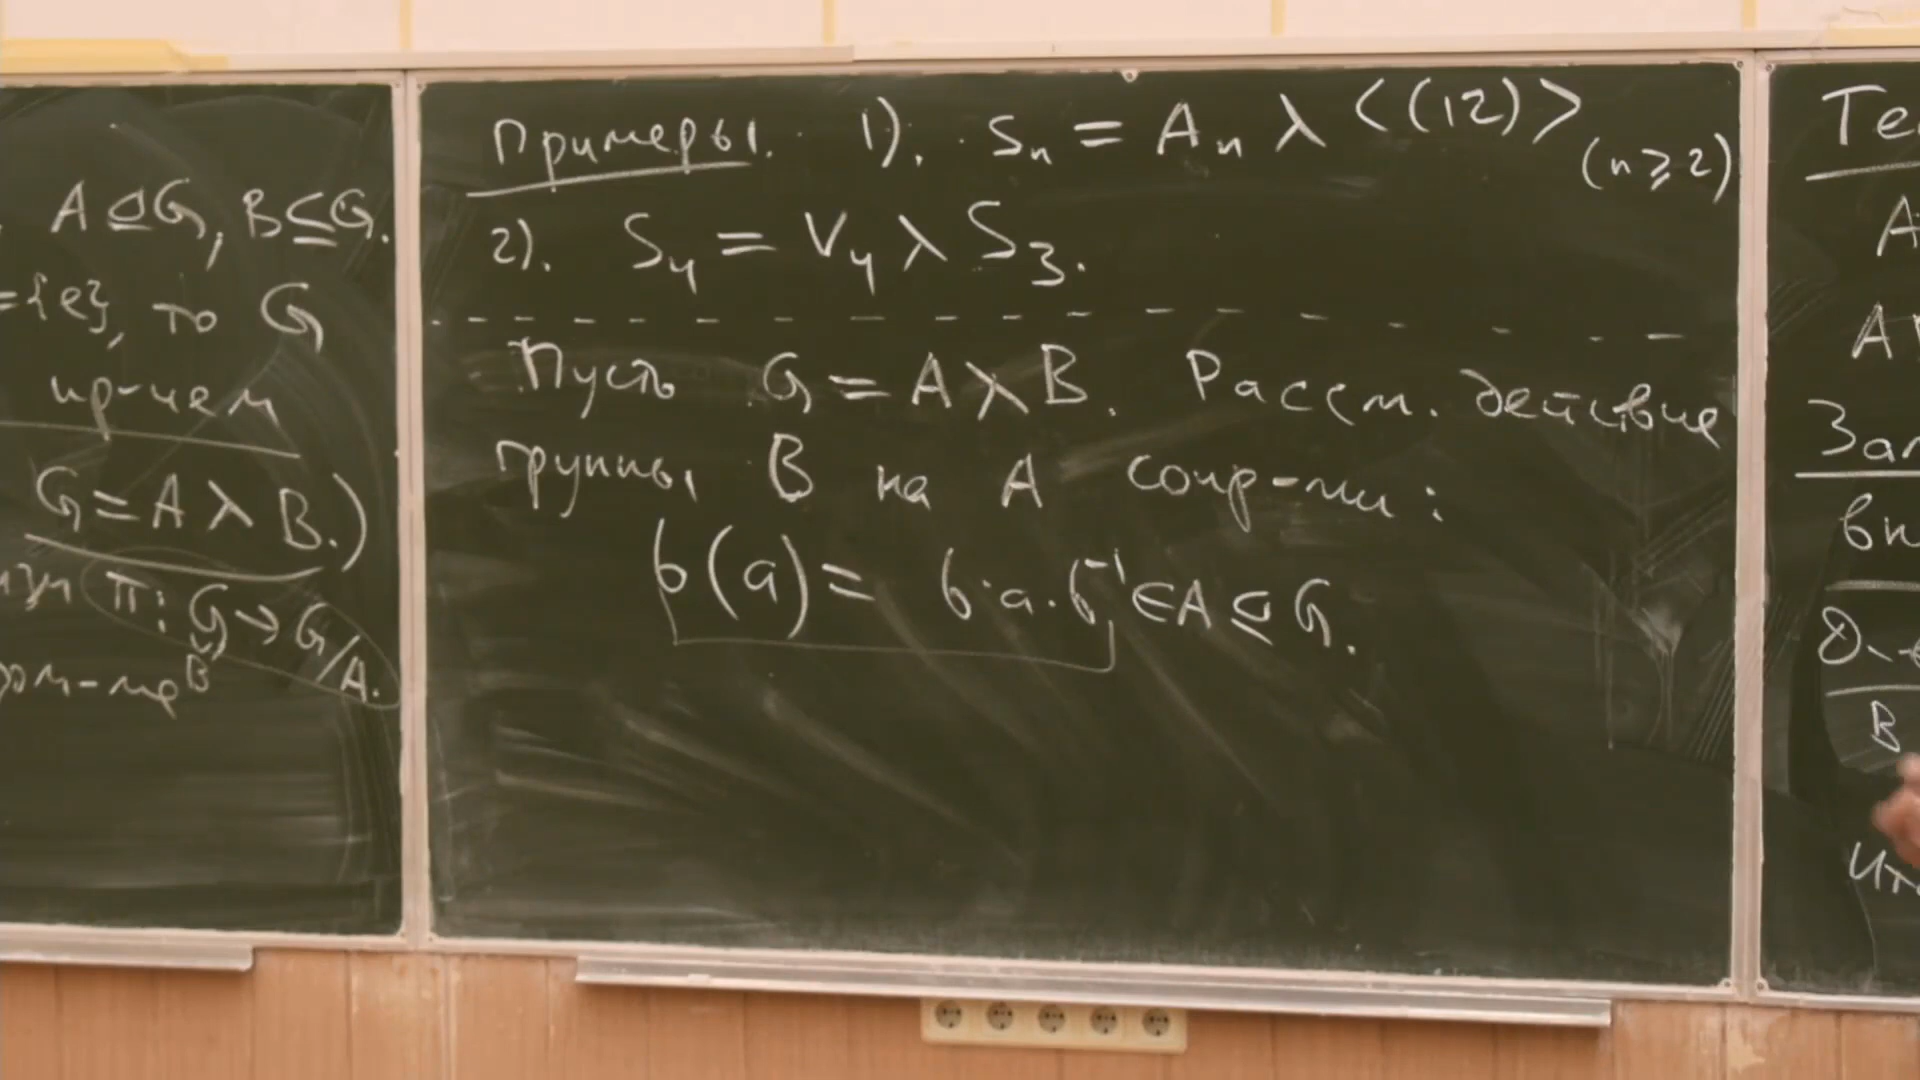 A ⊴ G, B ⊆ G.
={e}, то G
пр-ием
G = A λ B.)
π: G → G/A.
B
Примеры. 1). Sₙ = Aₙ λ <(12)> (n ⩾ 2)
2). S₄ = V₄ λ S₃.
Пусть G = A λ B. Рассм. действие
группы B на A сопр-ми:
b(a) = b·a·b⁻¹ ∈ A ⊴ G.
A
A
B